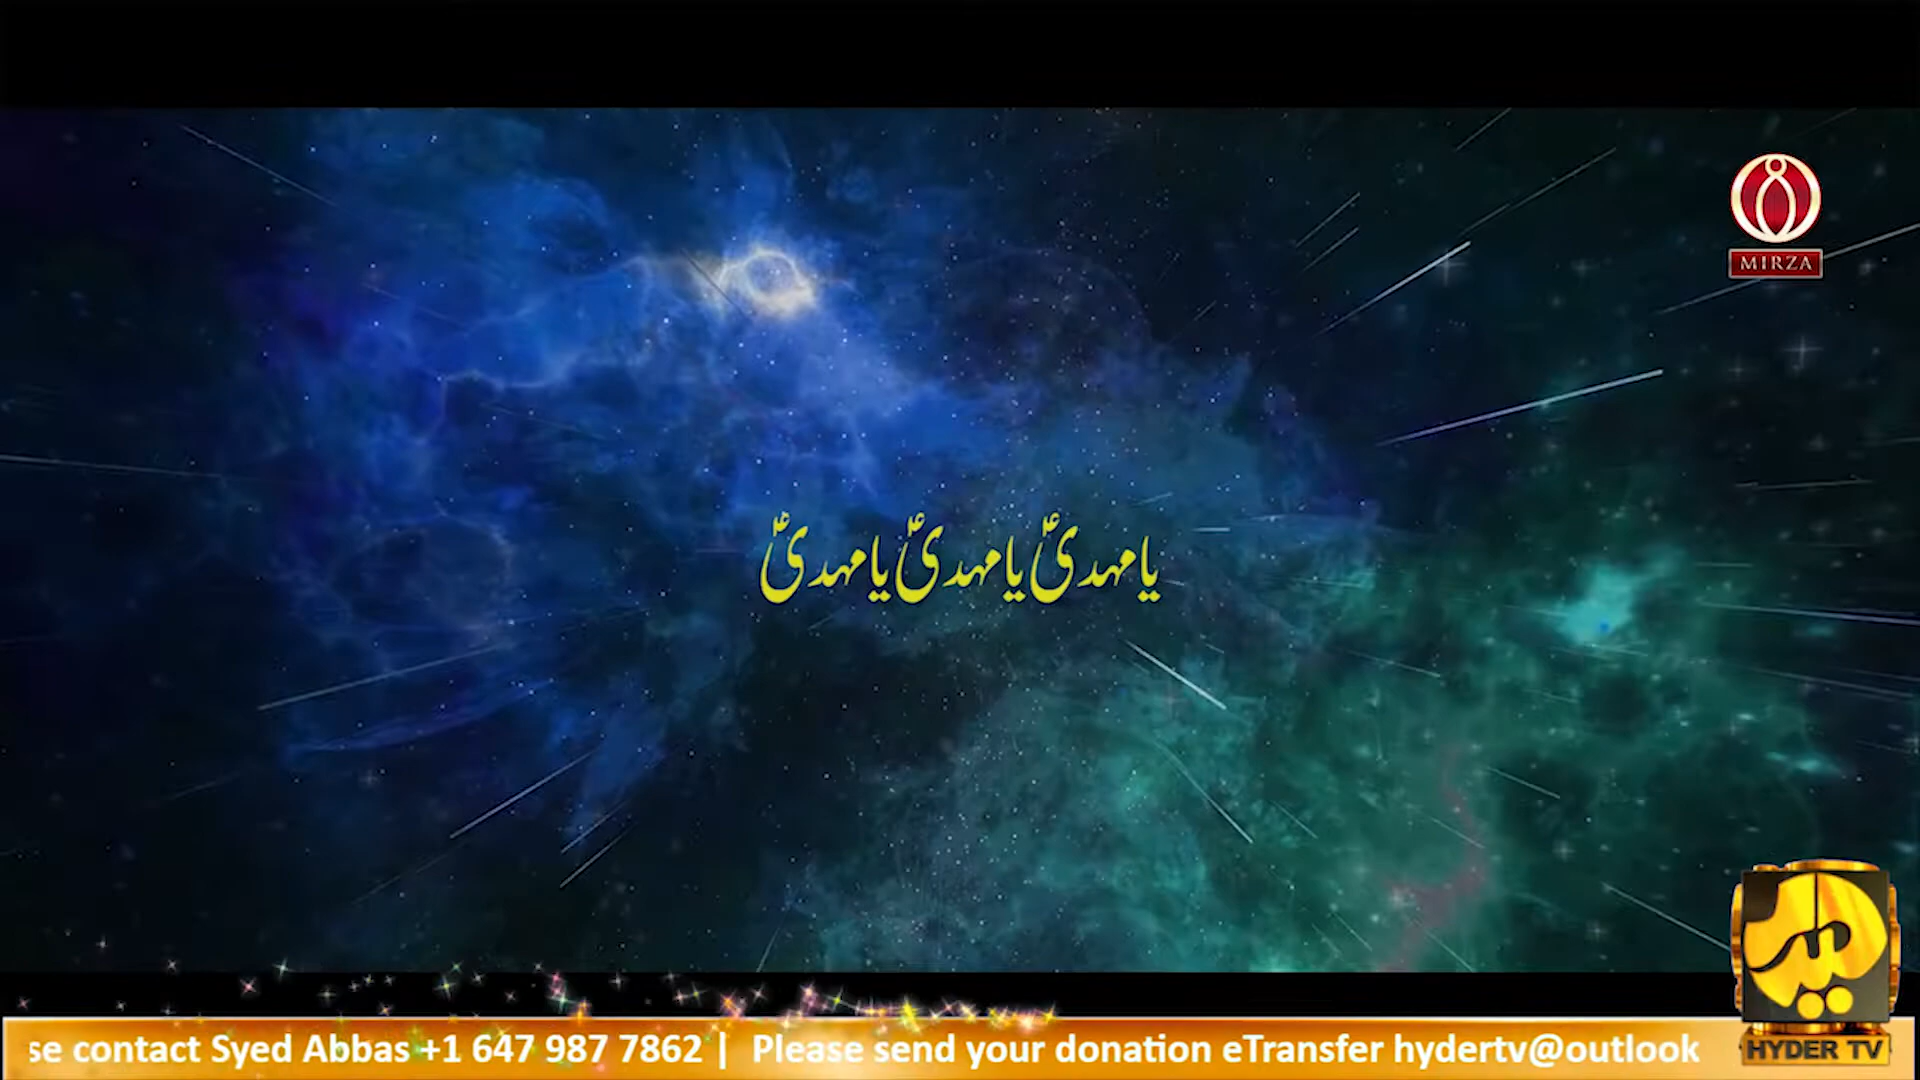 MIRZA
یا مہدیؑ یا مہدیؑ یا مہدیؑ
حیدر
HYDER TV
se contact Syed Abbas +1 647 987 7862 | Please send your donation eTransfer hydertv@outlook